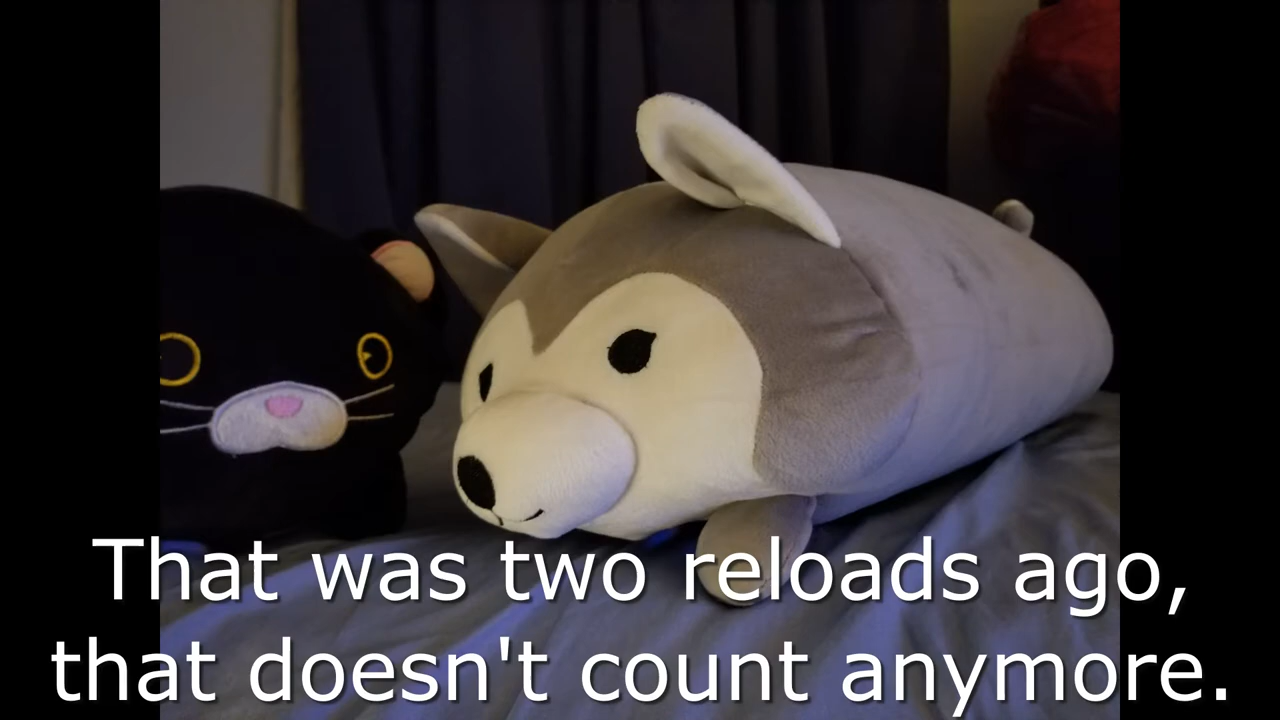 That was two reloads ago,
that doesn't count anymore.